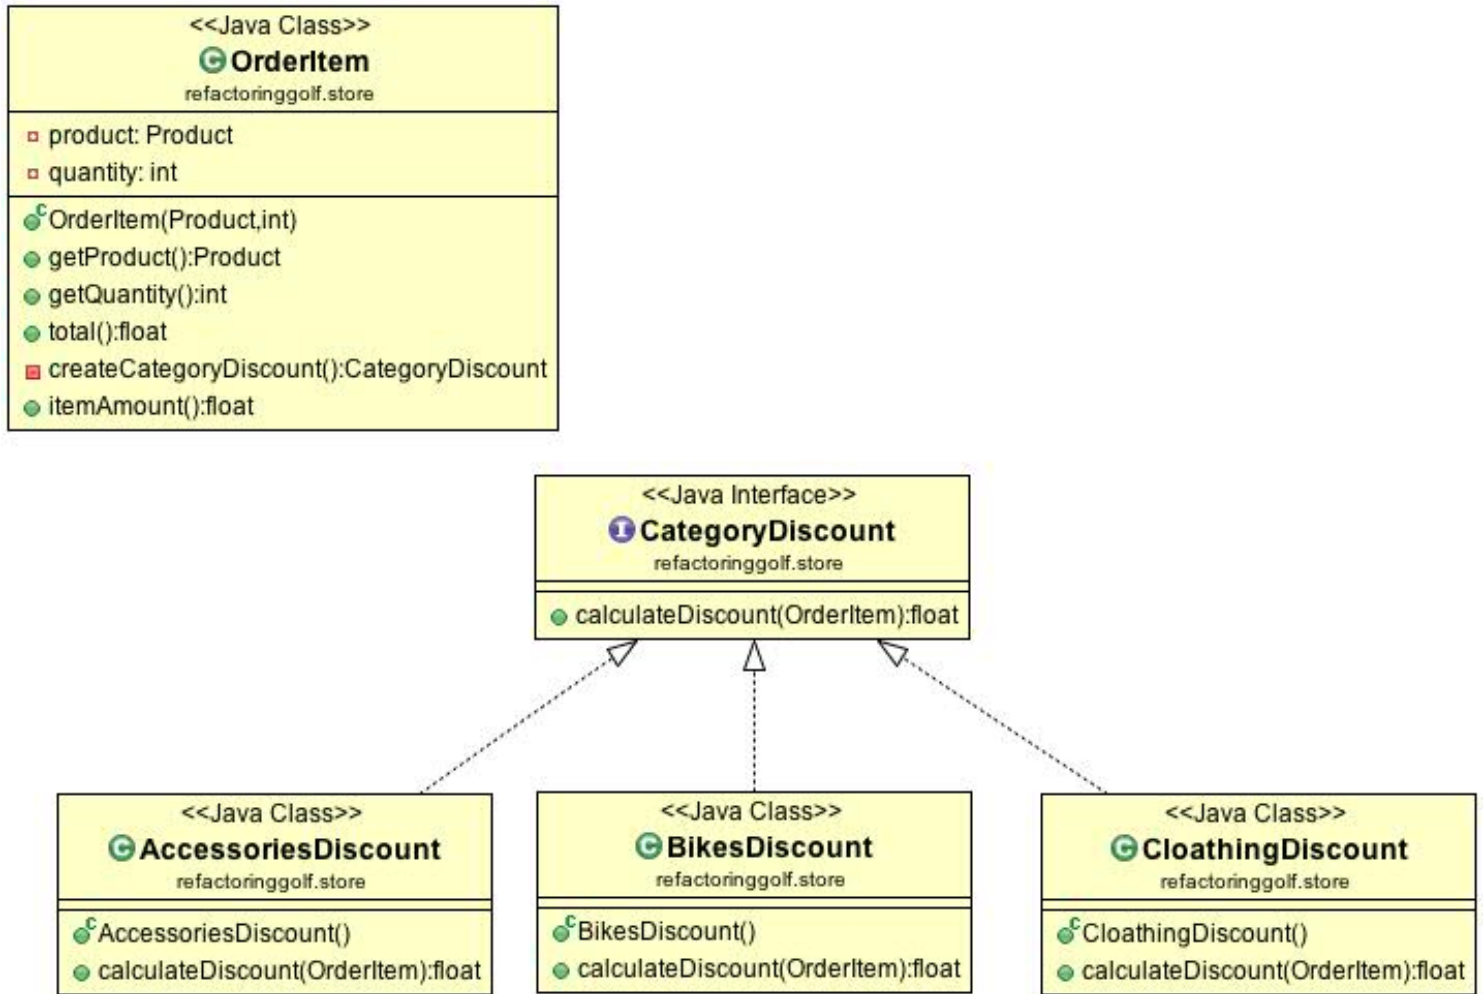 <<Java Class>>
OrderItem
refactoringgolf.store
product: Product
quantity: int
OrderItem(Product,int)
getProduct():Product
getQuantity():int
total():float
createCategoryDiscount():CategoryDiscount
itemAmount():float
<<Java Interface>>
CategoryDiscount
refactoringgolf.store
calculateDiscount(OrderItem):float
<<Java Class>>
AccessoriesDiscount
refactoringgolf.store
AccessoriesDiscount()
calculateDiscount(OrderItem):float
<<Java Class>>
BikesDiscount
refactoringgolf.store
BikesDiscount()
calculateDiscount(OrderItem):float
<<Java Class>>
CloathingDiscount
refactoringgolf.store
CloathingDiscount()
calculateDiscount(OrderItem):float